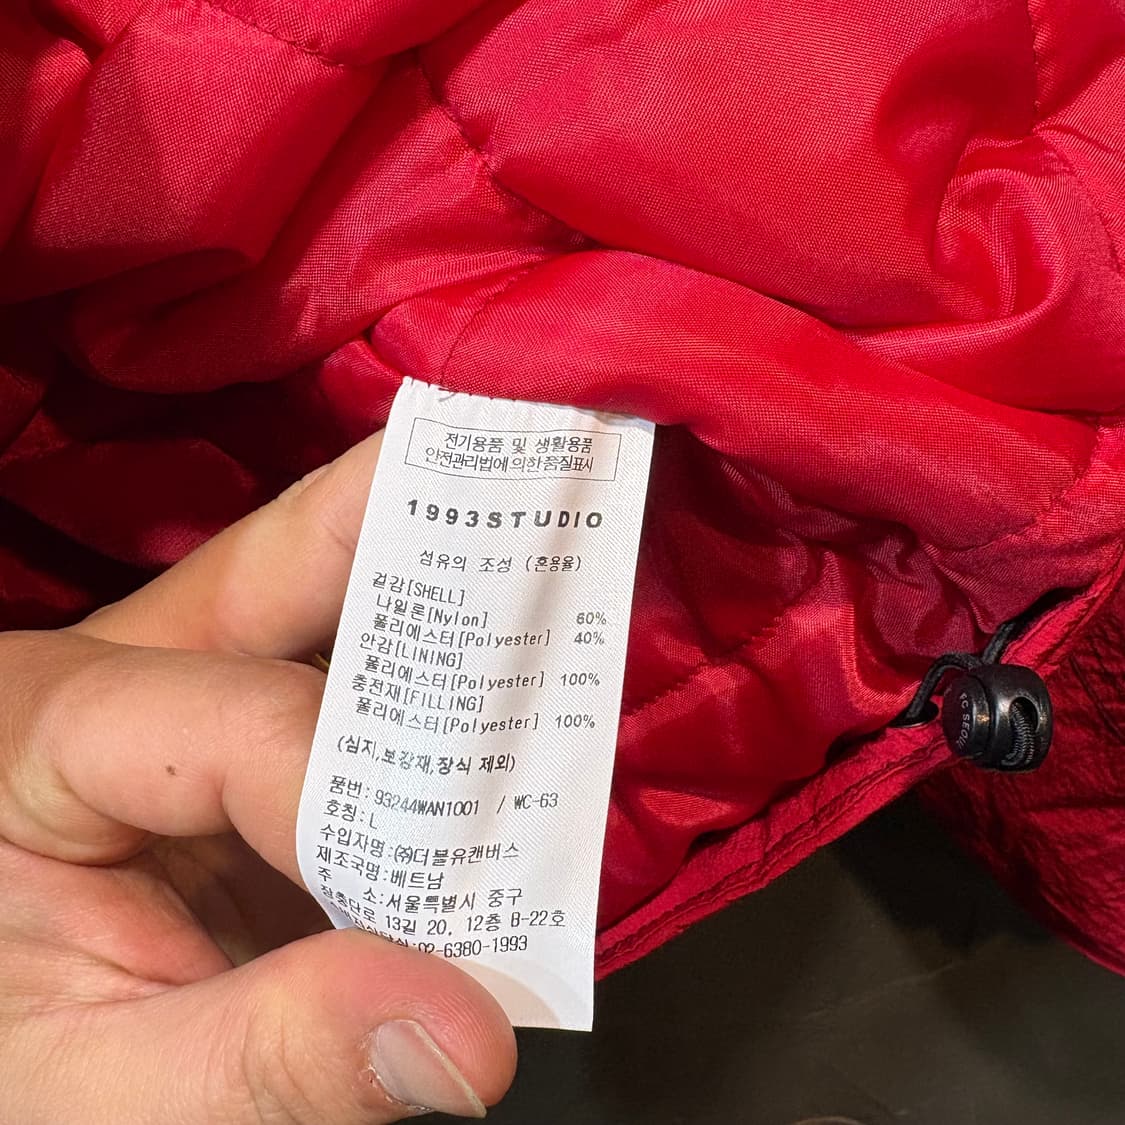 전기용품 및 생활용품
안전관리법에 의한 품질표시
1993STUDIO
섬유의 조성 (혼용율)
겉감[SHELL]
나일론[Nylon] 60%
폴리에스터[Polyester] 40%
안감[LINING]
폴리에스터[Polyester] 100%
충전재[FILLING]
폴리에스터[Polyester] 100%
(심지,보강재,장식 제외)
품번: 93244WAN1001 / WC-63
호칭: L
수입자명:㈜더블유캔버스
제조국명:베트남
주 소:서울특별시 중구
장충단로 13길 20, 12층 B-22호
02-6380-1993
FG SEOUL